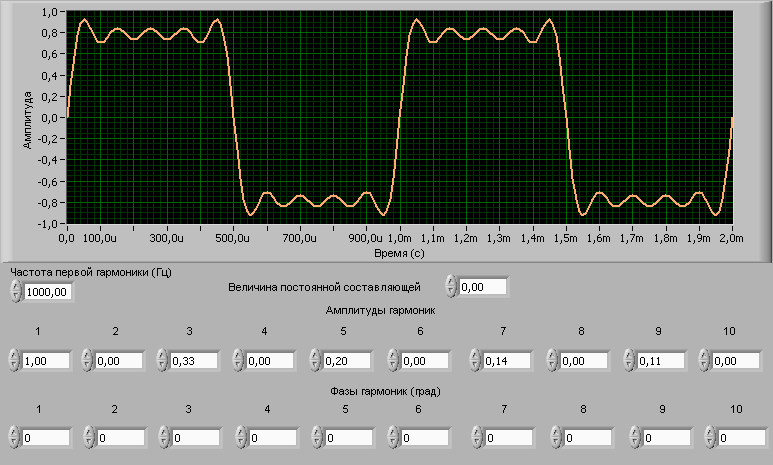 1,0
0,8
0,6
0,4
0,2
0,0
-0,2
-0,4
-0,6
-0,8
-1,0
Амплитуда
0,0 100,0u 300,0u 500,0u 700,0u 900,0u 1,0m 1,1m 1,2m 1,3m 1,4m 1,5m 1,6m 1,7m 1,8m 1,9m 2,0m
Время (с)
Частота первой гармоники (Гц)
1000,00
Величина постоянной составляющей 0,00
Амплитуды гармоник
1 2 3 4 5 6 7 8 9 10
1,00 0,00 0,33 0,00 0,20 0,00 0,14 0,00 0,11 0,00
Фазы гармоник (град)
1 2 3 4 5 6 7 8 9 10
0 0 0 0 0 0 0 0 0 0